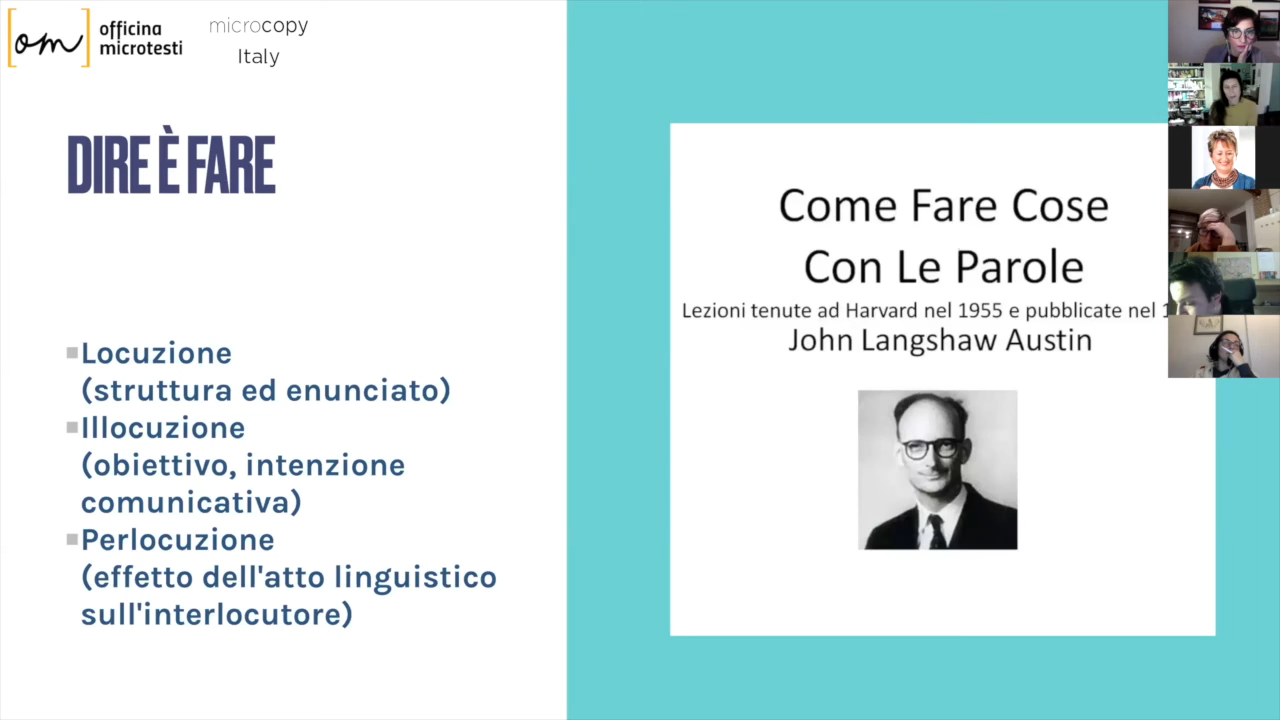 om
officina
microtesti
microcopy
Italy
DIRE È FARE
Locuzione
(struttura ed enunciato)
Illocuzione
(obiettivo, intenzione
comunicativa)
Perlocuzione
(effetto dell'atto linguistico
sull'interlocutore)
Come Fare Cose
Con Le Parole
Lezioni tenute ad Harvard nel 1955 e pubblicate nel
John Langshaw Austin